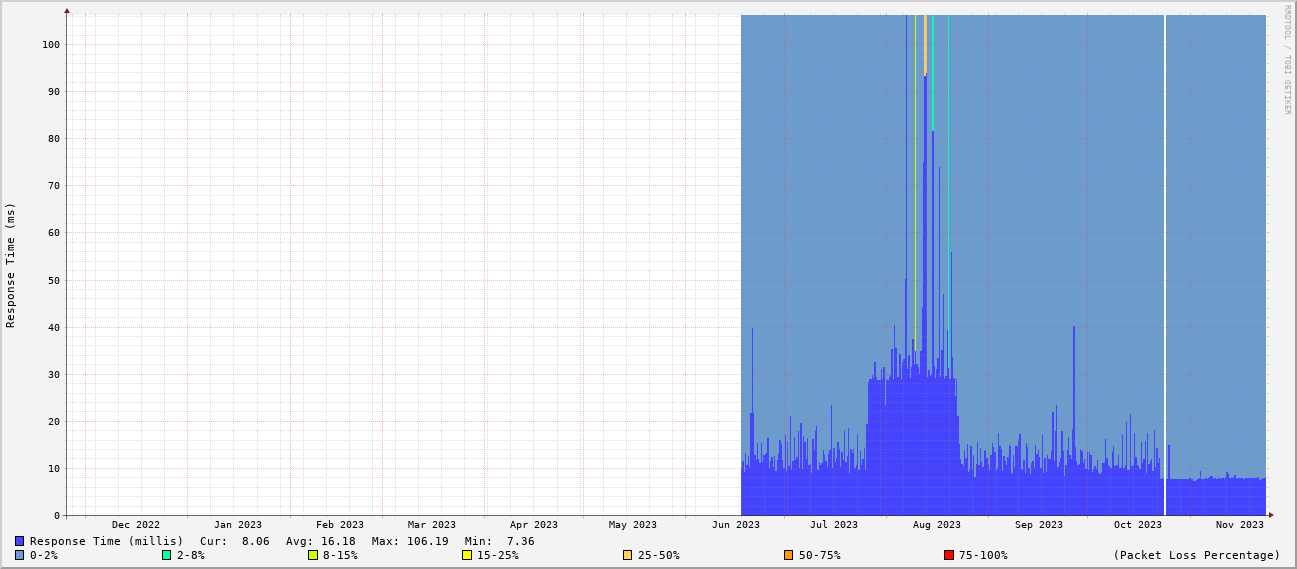 RRDTOOL / TOBI OETIKER
Response Time (ms)
100
90
80
70
60
50
40
30
20
10
0
Dec 2022 Jan 2023 Feb 2023 Mar 2023 Apr 2023 May 2023 Jun 2023 Jul 2023 Aug 2023 Sep 2023 Oct 2023 Nov 2023
Response Time (millis) Cur: 8.06 Avg: 16.18 Max: 106.19 Min: 7.36
0-2% 2-8% 8-15% 15-25% 25-50% 50-75% 75-100% (Packet Loss Percentage)